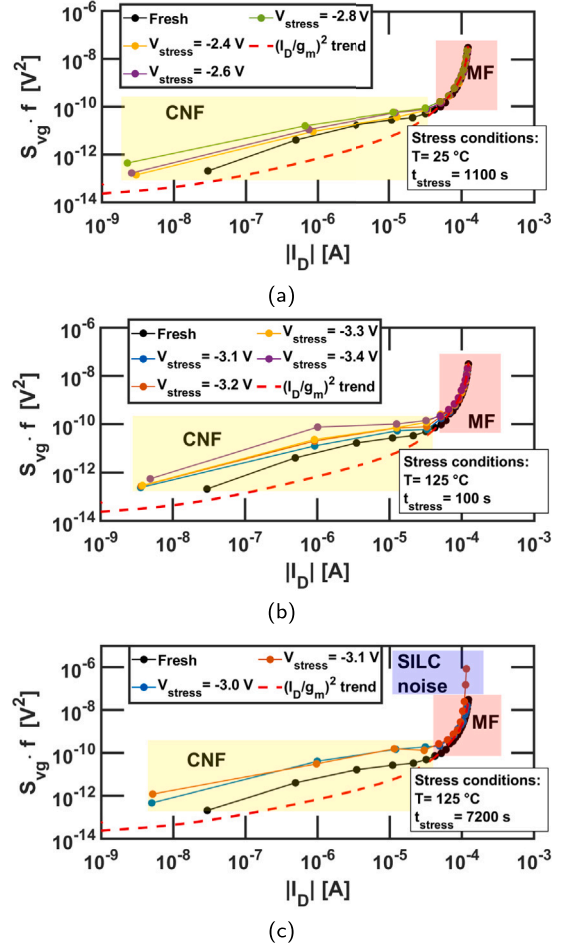 Fresh
V_stress = -2.8 V
V_stress = -2.4 V
(I_D/g_m)^2 trend
V_stress = -2.6 V
CNF
MF
Stress conditions:
T= 25 °C
t_stress = 1100 s
S_vg · f [V^2]
10^-6
10^-8
10^-10
10^-12
10^-14
10^-9 10^-8 10^-7 10^-6 10^-5 10^-4 10^-3
|I_D| [A]
(a)
Fresh
V_stress = -3.3 V
V_stress = -3.1 V
V_stress = -3.4 V
V_stress = -3.2 V
(I_D/g_m)^2 trend
CNF
MF
Stress conditions:
T= 125 °C
t_stress = 100 s
S_vg · f [V^2]
10^-6
10^-8
10^-10
10^-12
10^-14
10^-9 10^-8 10^-7 10^-6 10^-5 10^-4 10^-3
|I_D| [A]
(b)
Fresh
V_stress = -3.1 V
V_stress = -3.0 V
(I_D/g_m)^2 trend
SILC
noise
CNF
MF
Stress conditions:
T= 125 °C
t_stress = 7200 s
S_vg · f [V^2]
10^-6
10^-8
10^-10
10^-12
10^-14
10^-9 10^-8 10^-7 10^-6 10^-5 10^-4 10^-3
|I_D| [A]
(c)